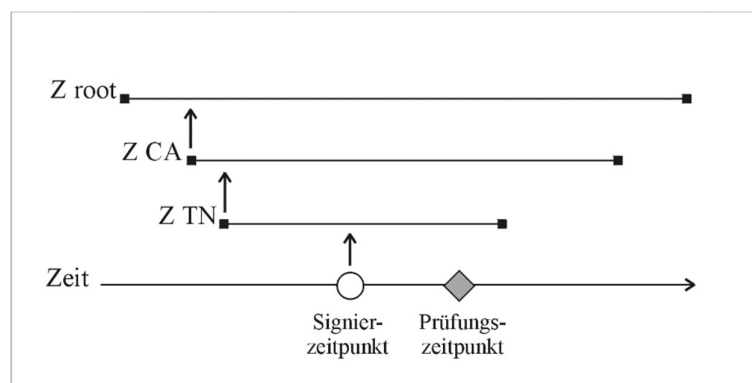 Z root
Z CA
Z TN
Zeit
Signier-
zeitpunkt
Prüfungs-
zeitpunkt